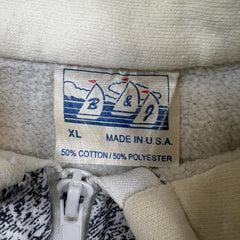 B & J
XL MADE IN U.S.A.
50% COTTON/50% POLYESTER